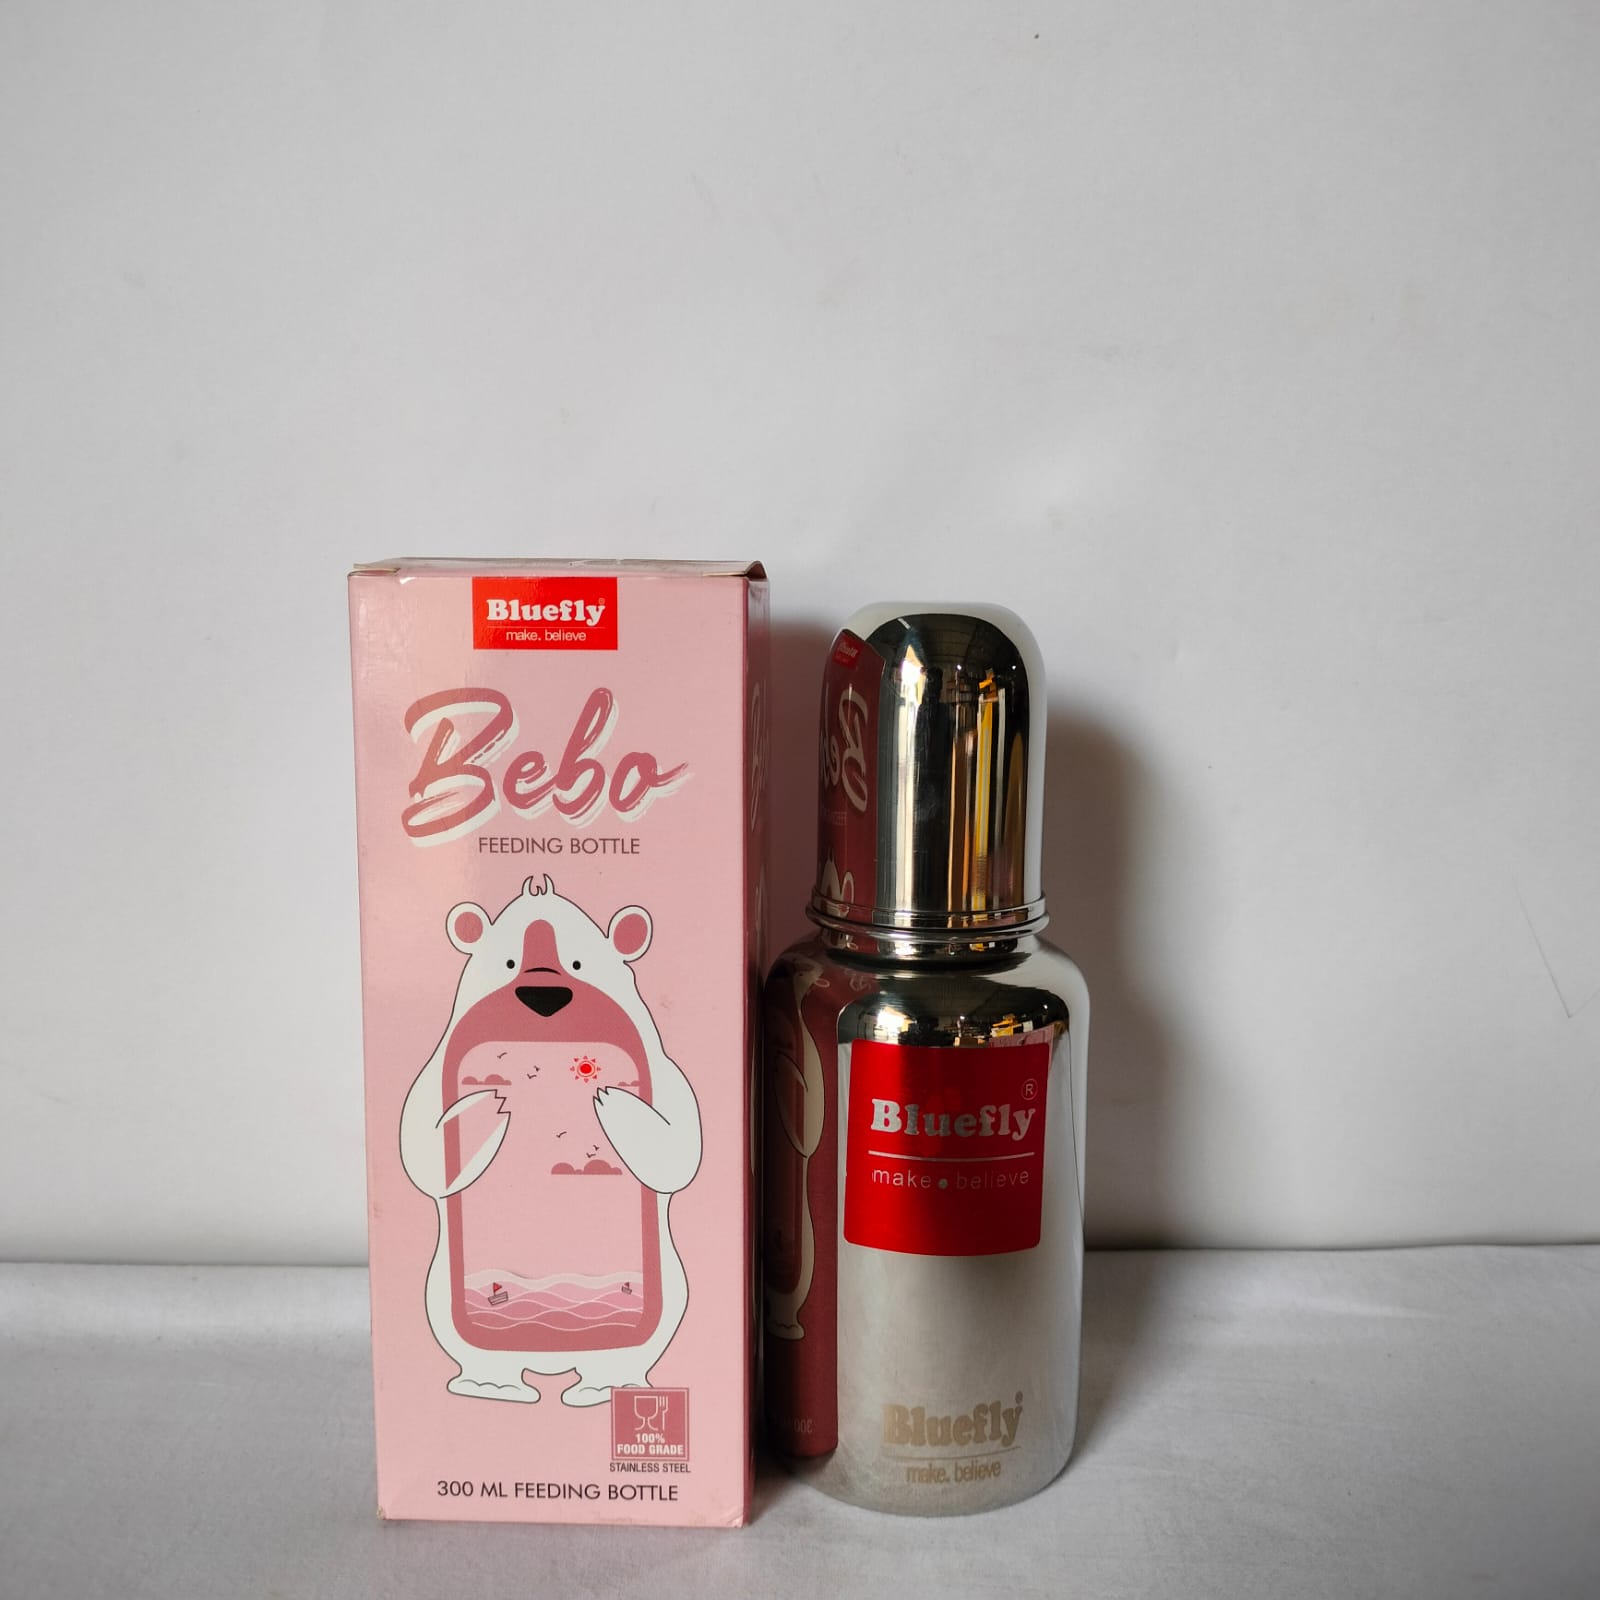 Bluefly®
make. believe
Bebo
FEEDING BOTTLE
100%
FOOD GRADE
STAINLESS STEEL
300 ML FEEDING BOTTLE
Bluefly®
make. believe
Bluefly®
make. believe